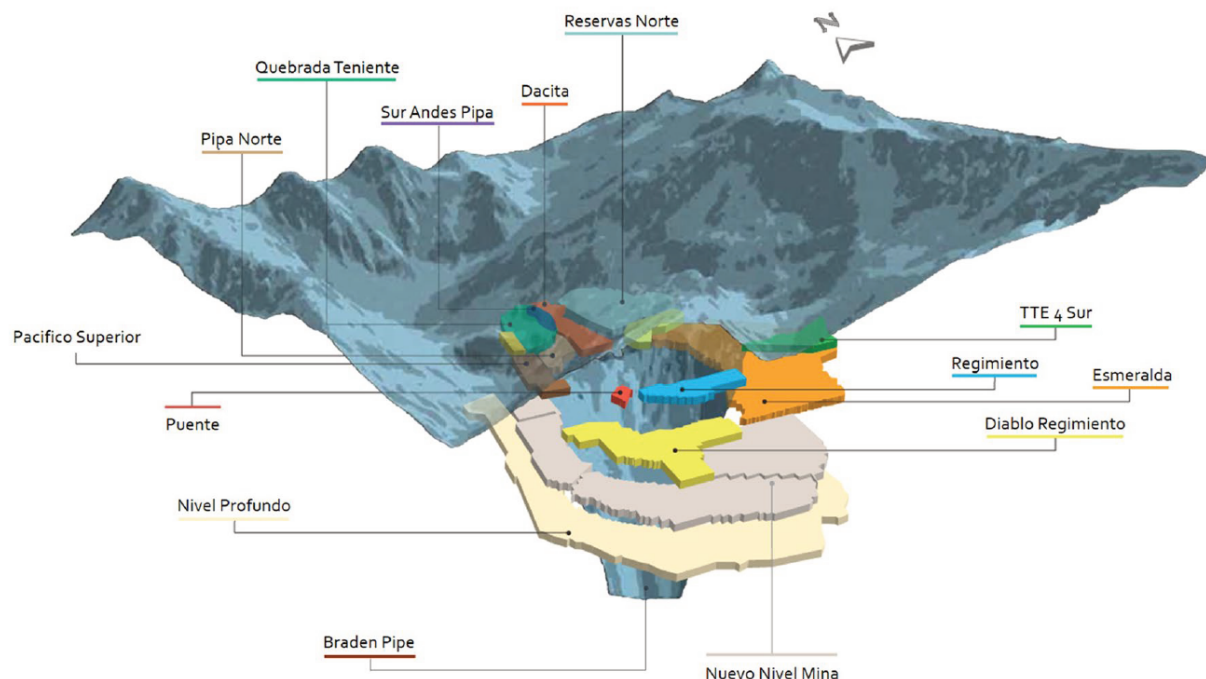 Reservas Norte
N
Quebrada Teniente
Dacita
Sur Andes Pipa
Pipa Norte
TTE 4 Sur
Pacifico Superior
Regimiento
Esmeralda
Puente
Diablo Regimiento
Nivel Profundo
Braden Pipe
Nuevo Nivel Mina